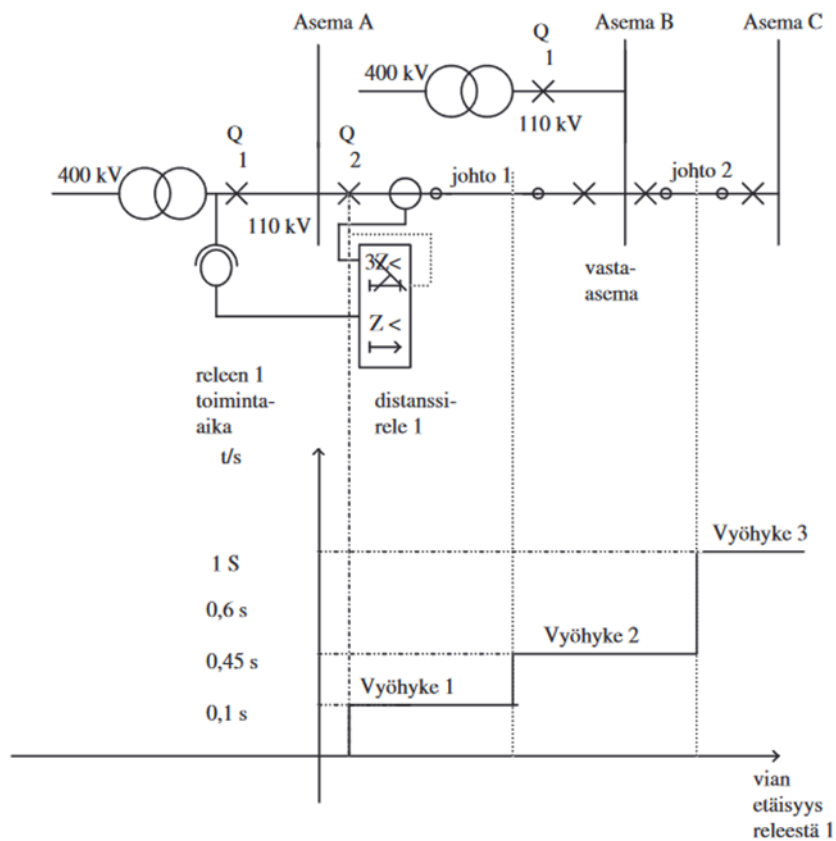 Asema A
Asema B
Asema C
Q
1
400 kV
110 kV
Q
1
Q
2
400 kV
johto 1
johto 2
110 kV
3Z<
Z <
vasta-
asema
releen 1
toiminta-
aika
t/s
distanssi-
rele 1
Vyöhyke 3
1 S
0,6 s
Vyöhyke 2
0,45 s
Vyöhyke 1
0,1 s
vian
etäisyys
releestä 1